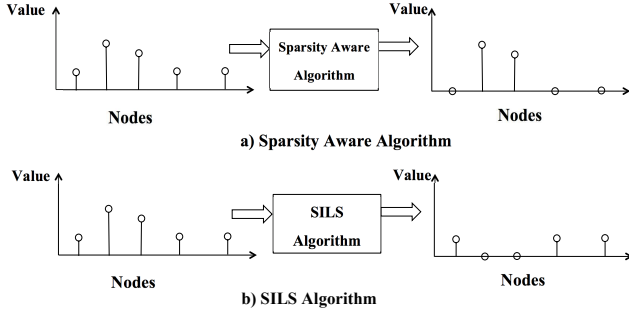 Value
Nodes
Sparsity Aware
Algorithm
Value
Nodes
a) Sparsity Aware Algorithm
Value
Nodes
SILS
Algorithm
Value
Nodes
b) SILS Algorithm